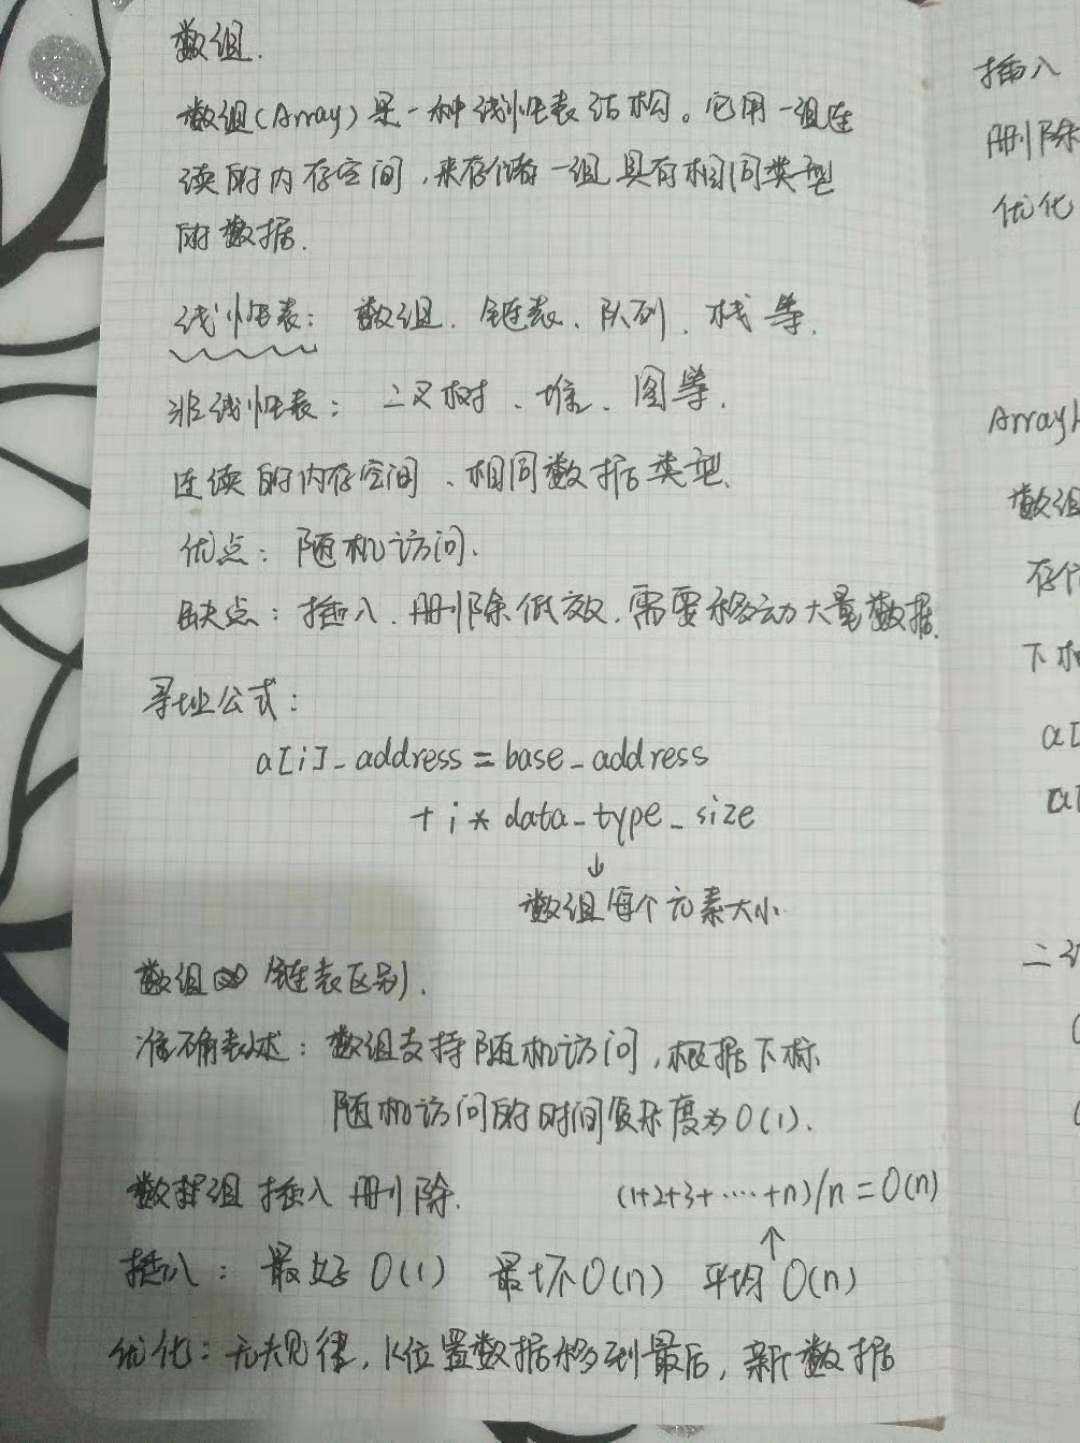 数组.
数组(Array)是一种线性表结构。它用一组连
续的内存空间,来存储一组具有相同类型
的数据.
线性表: 数组、链表、队列、栈等.
非线性表: 二叉树、堆、图等.
连续的内存空间、相同数据类型.
优点: 随机访问.
缺点: 插入、删除低效.需要移动大量数据.
寻址公式:
a[i]_address = base_address
+ i * data_type_size
↓
数组每个元素大小.
数组 链表区别.
准确表述: 数组支持随机访问,根据下标
随机访问的时间复杂度为O(1).
数组 插入 删除.
(1+2+3+....+n)/n = O(n)
↑
插入: 最好 O(1) 最坏 O(n) 平均 O(n)
优化: 无规律, K位置数据移到最后, 新数据
插入
删除
优化
Array
数组
存
下标
a[
a[
二